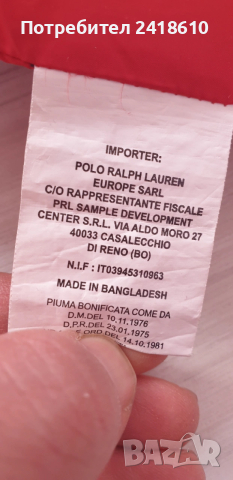 Потребител 2418610
IMPORTER:
POLO RALPH LAUREN
EUROPE SARL
C/O RAPPRESENTANTE FISCALE
PRL SAMPLE DEVELOPMENT
CENTER S.R.L. VIA ALDO MORO 27
40033 CASALECCHIO
DI RENO (BO)
N.I.F : IT03945310963
MADE IN BANGLADESH
PIUMA BONIFICATA COME DA
D.M.DEL 10.11.1976
D.P.R.DEL 23.01.1975
DEL 14.10.1981
BAZAR